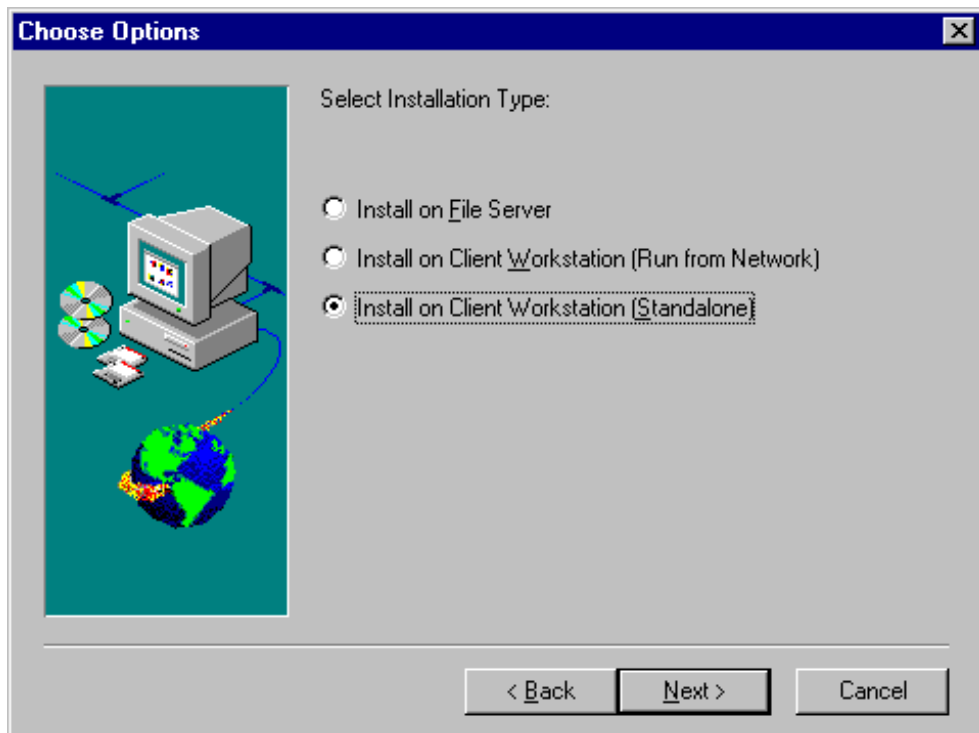 Choose Options
Select Installation Type:
Install on File Server
Install on Client Workstation (Run from Network)
Install on Client Workstation (Standalone)
< Back
Next >
Cancel